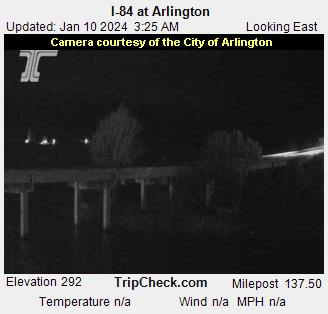 I-84 at Arlington
Updated: Jan 10 2024 3:25 AM Looking East
Camera courtesy of the City of Arlington
Elevation 292 TripCheck.com Milepost 137.50
Temperature n/a Wind n/a MPH n/a